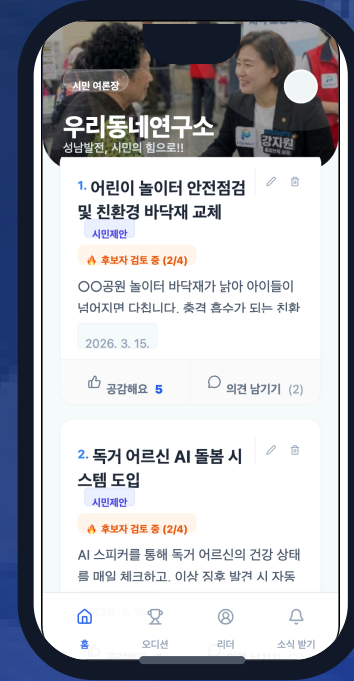 시민 여론장
우리동네연구소
성남발전, 시민의 힘으로!!
강지원
1. 어린이 놀이터 안전점검
및 친환경 바닥재 교체
시민제안
🔥 후보자 검토 중 (2/4)
○○공원 놀이터 바닥재가 낡아 아이들이
넘어지면 다칩니다. 충격 흡수가 되는 친환
2026. 3. 15.
공감해요 5
의견 남기기 (2)
2. 독거 어르신 AI 돌봄 시
스템 도입
시민제안
🔥 후보자 검토 중 (2/4)
AI 스피커를 통해 독거 어르신의 건강 상태
를 매일 체크하고, 이상 징후 발견 시 자동
홈
오디션
리더
소식 받기